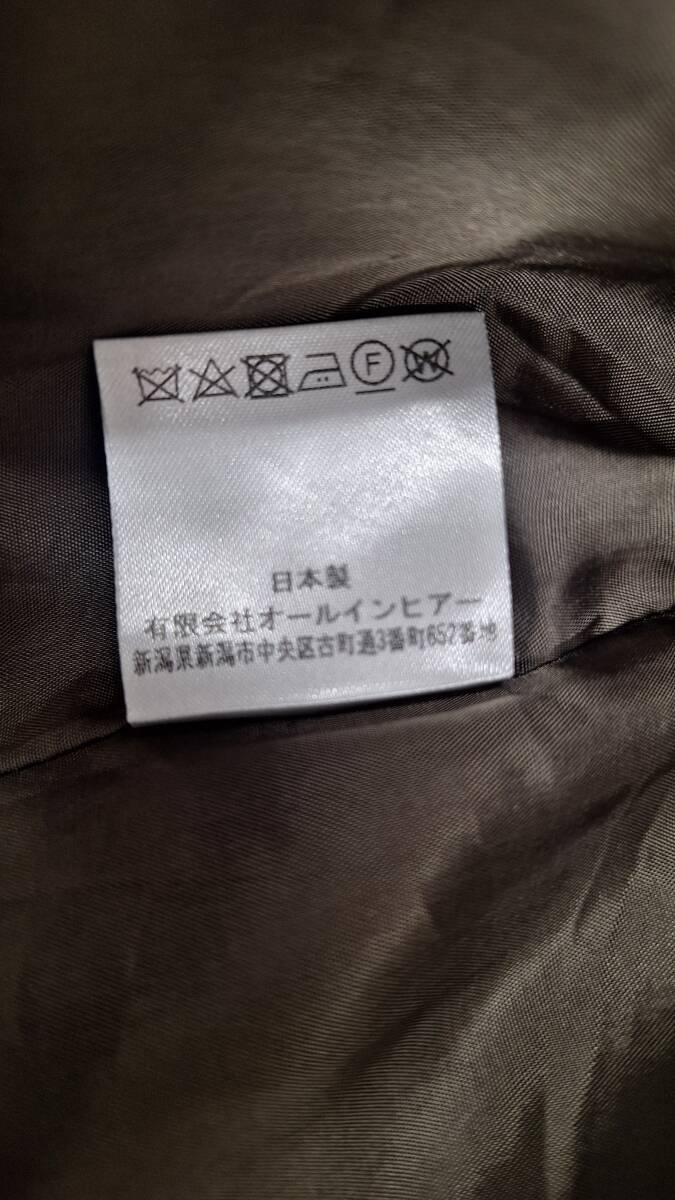 F W
日本製
有限会社オールインヒアー
新潟県新潟市中央区古町通3番町652番地